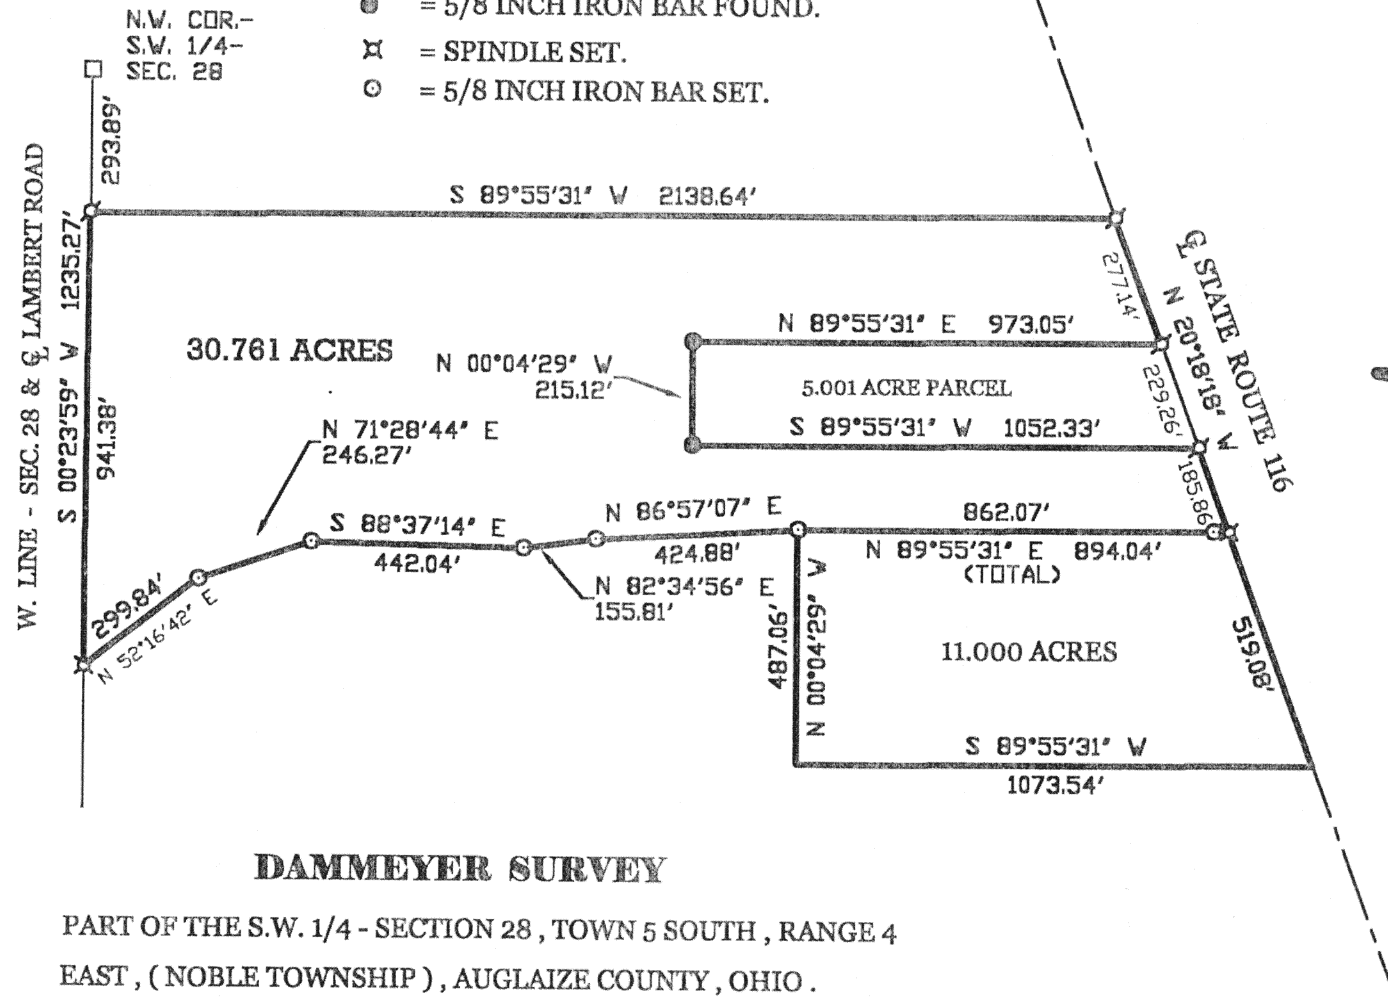 = 5/8 INCH IRON BAR FOUND.
N.W. COR.-
S.W. 1/4-
SEC. 28
= SPINDLE SET.
= 5/8 INCH IRON BAR SET.
293.89'
W. LINE - SEC. 28 & ℄ LAMBERT ROAD
S 00°23'59" W 1235.27'
941.38'
S 89°55'31" W 2138.64'
℄ STATE ROUTE 116
N 20°18'18" W
277.14'
229.26'
185.86'
519.08'
N 89°55'31" E 973.05'
30.761 ACRES
N 00°04'29" W
215.12'
5.001 ACRE PARCEL
S 89°55'31" W 1052.33'
N 71°28'44" E
246.27'
S 88°37'14" E
442.04'
N 86°57'07" E
424.88'
862.07'
N 89°55'31" E 894.04'
(TOTAL)
N 82°34'56" E
155.81'
299.84'
N 52°16'42" E
487.06'
N 00°04'29" W
11.000 ACRES
S 89°55'31" W
1073.54'
DAMMEYER SURVEY
PART OF THE S.W. 1/4 - SECTION 28 , TOWN 5 SOUTH , RANGE 4
EAST , ( NOBLE TOWNSHIP ) , AUGLAIZE COUNTY , OHIO .